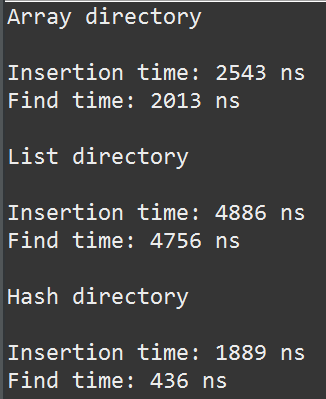 Array directory
Insertion time: 2543 ns
Find time: 2013 ns
List directory
Insertion time: 4886 ns
Find time: 4756 ns
Hash directory
Insertion time: 1889 ns
Find time: 436 ns